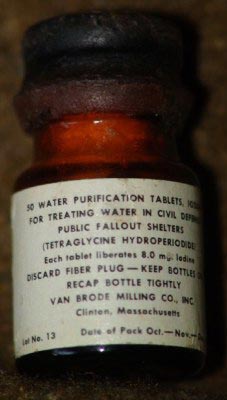 50 WATER PURIFICATION TABLETS,
FOR TREATING WATER IN CIVIL
PUBLIC FALLOUT SHELTERS
(TETRAGLYCINE HYDROPERIODIDE)
Each tablet liberates 8.0 mg. Iodine
DISCARD FIBER PLUG — KEEP BOTTLES
RECAP BOTTLE TIGHTLY
VAN BRODE MILLING CO., INC.
Clinton, Massachusetts
Lot No. 13 Date of Pack Oct.—Nov.—